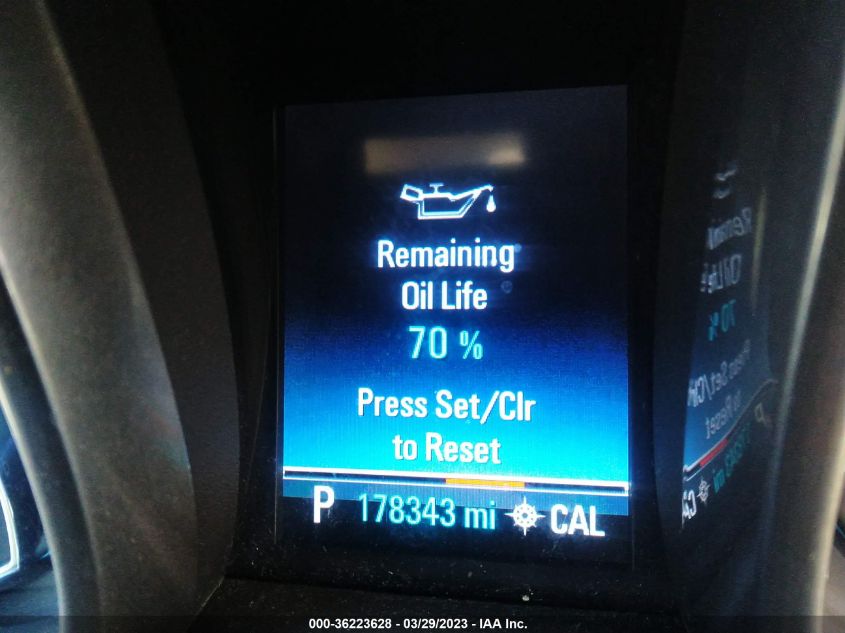 Remaining
Oil Life
70 %
Press Set/Clr
to Reset
P 178343 mi CAL
000-36223628 - 03/29/2023 - IAA Inc.